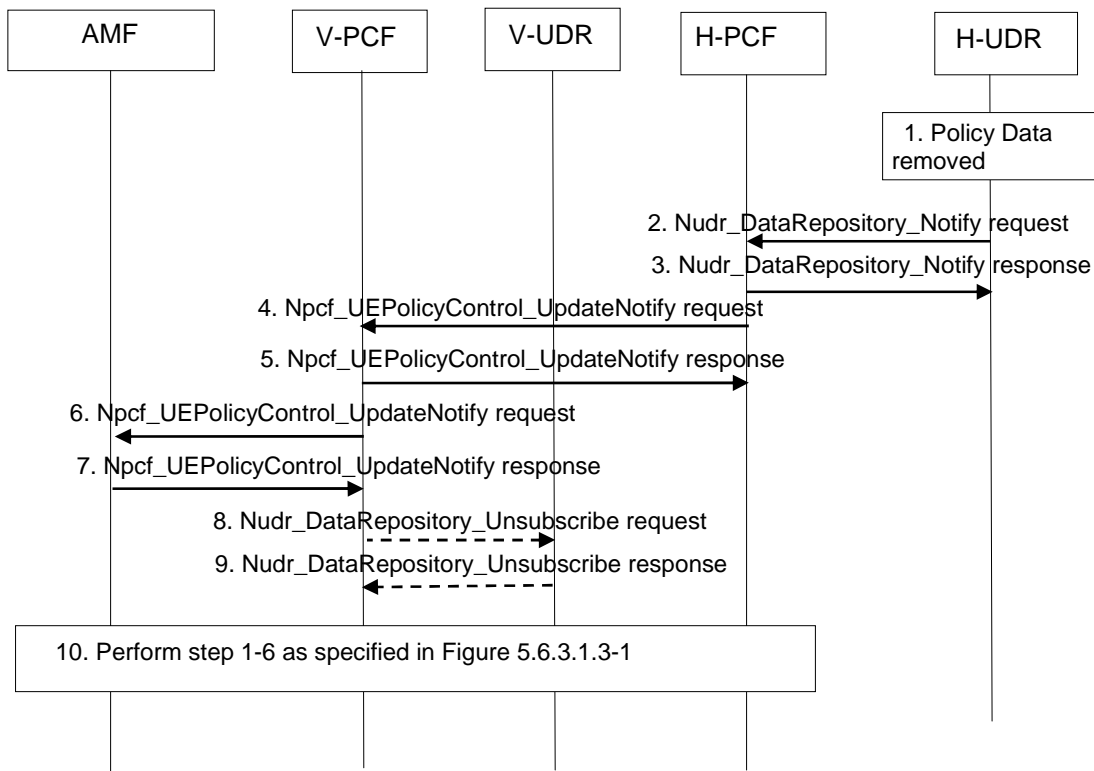 AMF
V-PCF
V-UDR
H-PCF
H-UDR
1. Policy Data
removed
2. Nudr_DataRepository_Notify request
3. Nudr_DataRepository_Notify response
4. Npcf_UEPolicyControl_UpdateNotify request
5. Npcf_UEPolicyControl_UpdateNotify response
6. Npcf_UEPolicyControl_UpdateNotify request
7. Npcf_UEPolicyControl_UpdateNotify response
8. Nudr_DataRepository_Unsubscribe request
9. Nudr_DataRepository_Unsubscribe response
10. Perform step 1-6 as specified in Figure 5.6.3.1.3-1